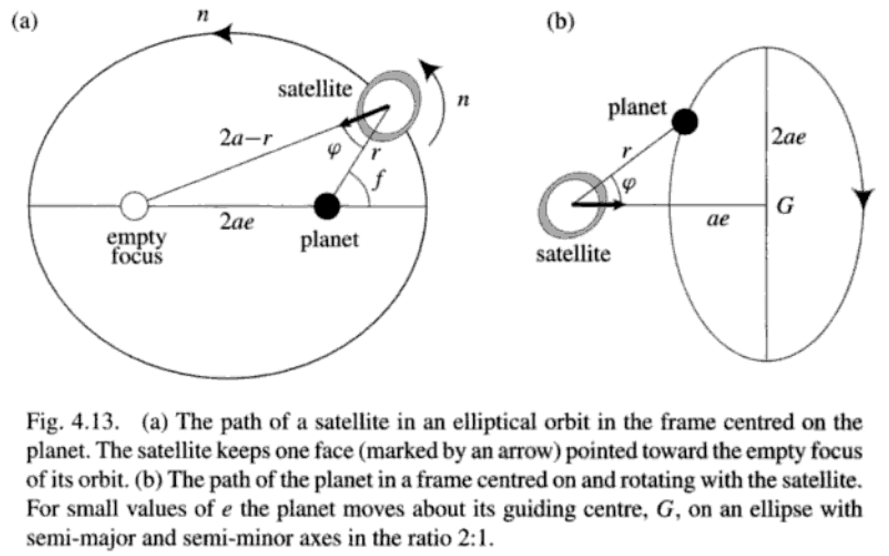 (a)
n
satellite
n
2a−r
φ
r
f
2ae
empty
focus
planet
(b)
planet
r
2ae
φ
G
ae
satellite
Fig. 4.13. (a) The path of a satellite in an elliptical orbit in the frame centred on the
planet. The satellite keeps one face (marked by an arrow) pointed toward the empty focus
of its orbit. (b) The path of the planet in a frame centred on and rotating with the satellite.
For small values of e the planet moves about its guiding centre, G, on an ellipse with
semi-major and semi-minor axes in the ratio 2:1.